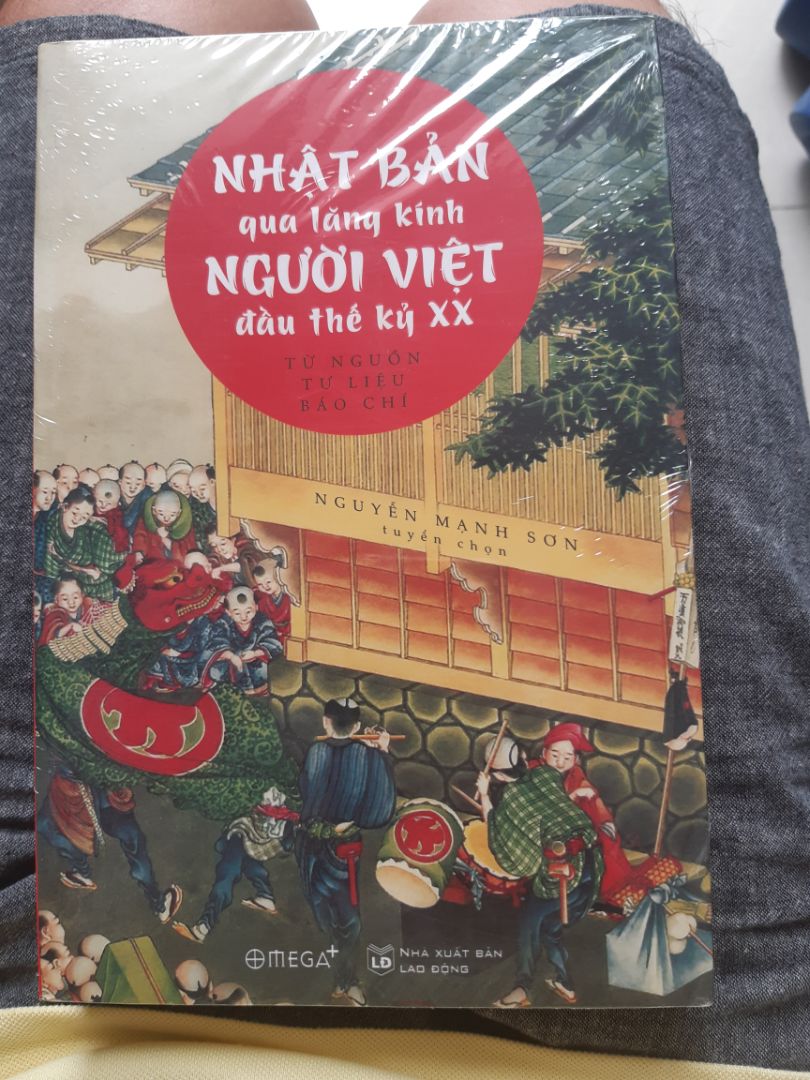 NHẬT BẢN
qua lăng kính
NGƯỜI VIỆT
đầu thế kỷ XX
TỪ NGUỒN
TƯ LIỆU
BÁO CHÍ
NGUYỄN MẠNH SƠN
tuyển chọn
OMEGA+
LĐ
NHÀ XUẤT BẢN
LAO ĐỘNG